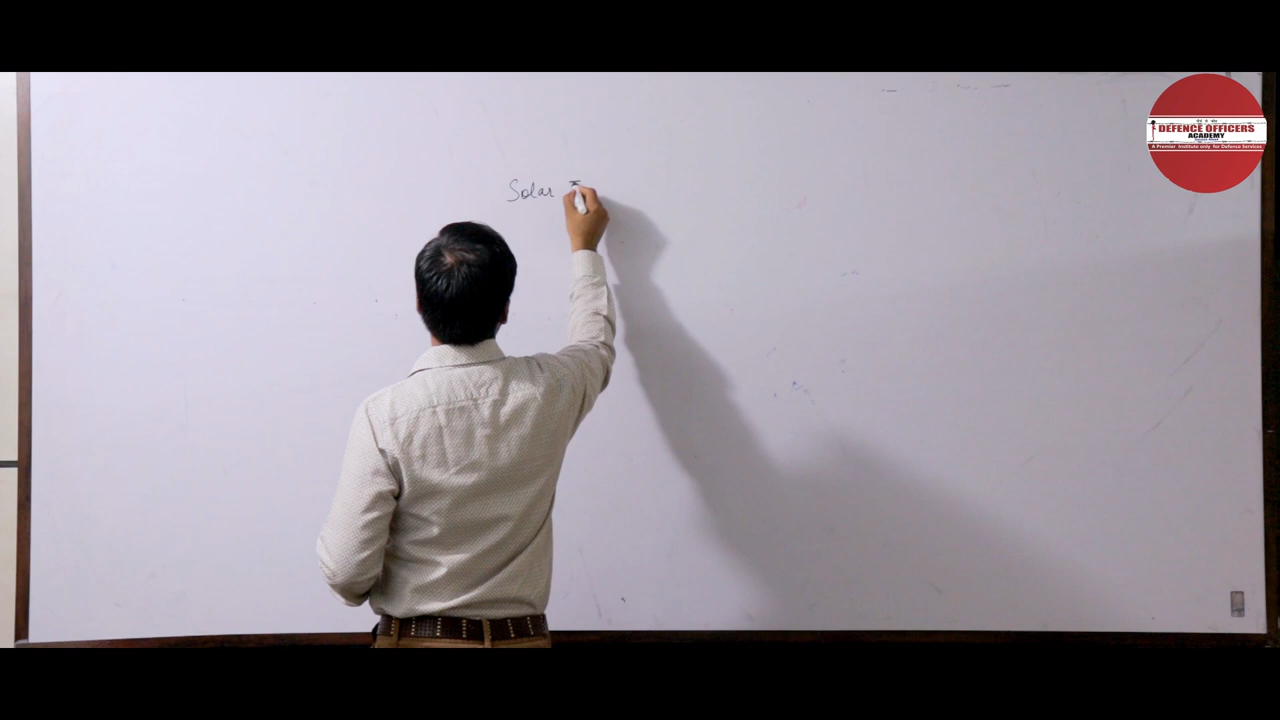 Solar
DEFENCE OFFICERS
ACADEMY
A Premier Institute only for Defence Services